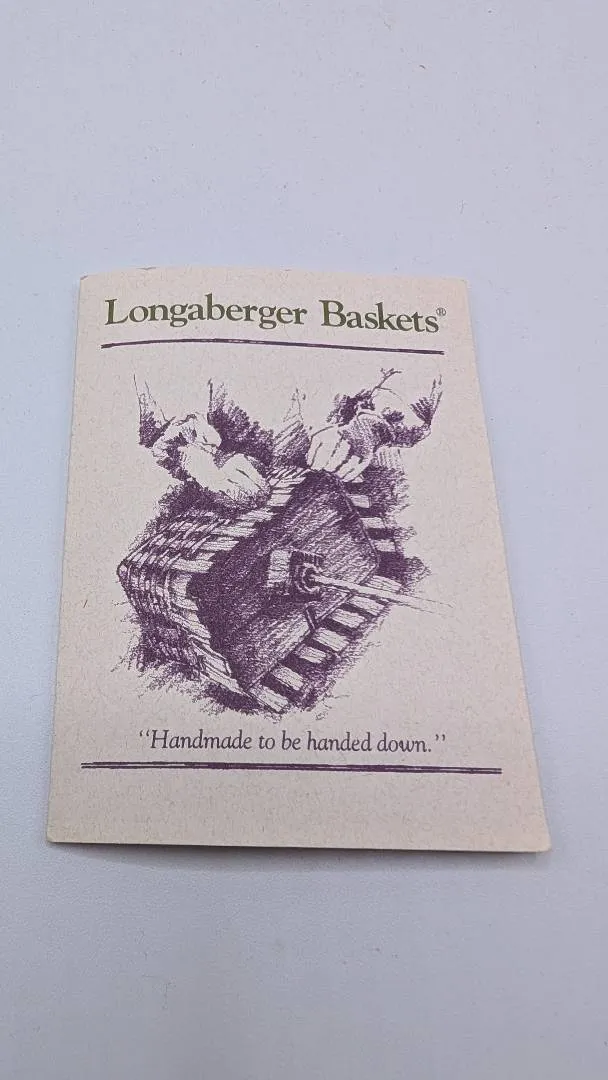 Longaberger Baskets®
“Handmade to be handed down.”